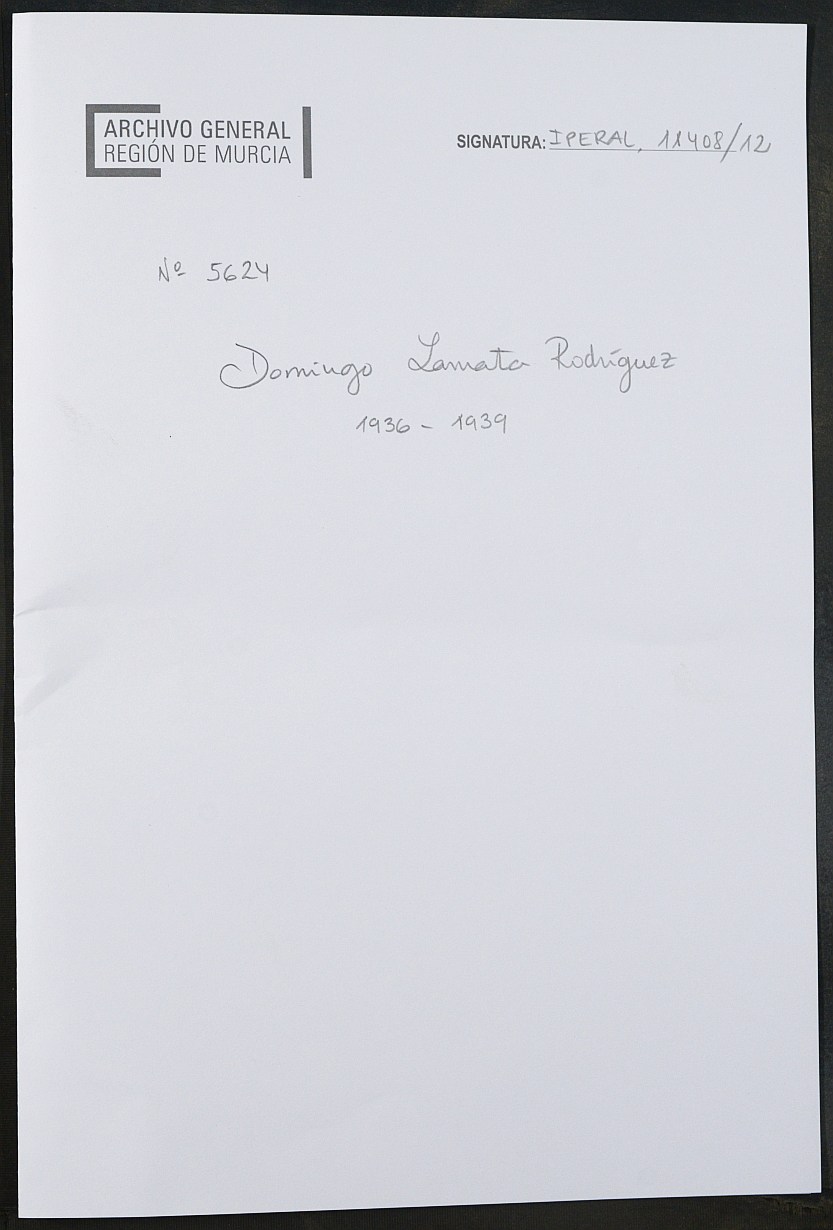 ARCHIVO GENERAL
REGIÓN DE MURCIA
SIGNATURA: IPERAL, 11408/12
Nº 5624
Domingo Lamata Rodríguez
1936 - 1939